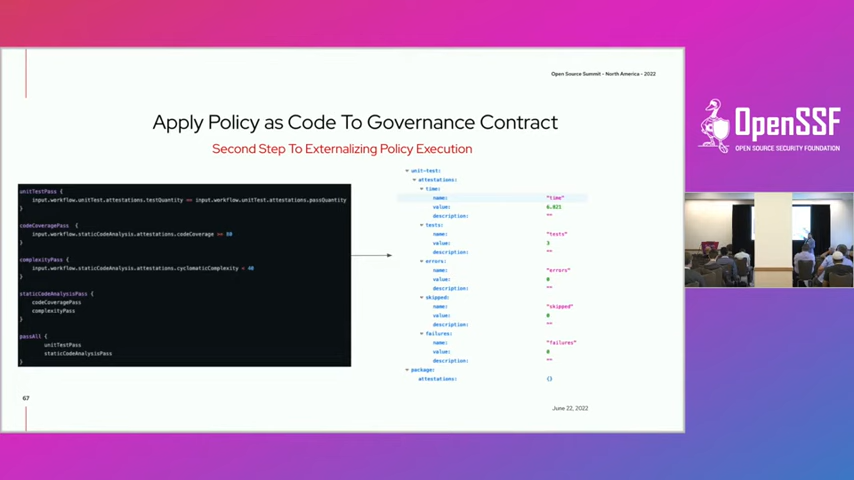 Open Source Summit - North America - 2022
Apply Policy as Code To Governance Contract
Second Step To Externalizing Policy Execution
unitTestPass {
input.workflow.unitTest.attestations.testQuantity == input.workflow.unitTest.attestations.passQuantity
}
codeCoveragePass {
input.workflow.staticCodeAnalysis.attestations.codeCoverage >= 80
}
complexityPass {
input.workflow.staticCodeAnalysis.attestations.cyclomaticComplexity < 40
}
staticCodeAnalysisPass {
codeCoveragePass
complexityPass
}
passAll {
unitTestPass
staticCodeAnalysisPass
}
unit-test:
attestations:
time:
name: "time"
value: 6.021
description: ""
tests:
name: "tests"
value: 3
description: ""
errors:
name: "errors"
value: 0
description: ""
skipped:
name: "skipped"
value: 0
description: ""
failures:
name: "failures"
value: 0
description: ""
package:
attestations: {}
67
June 22, 2022
OpenSSF
OPEN SOURCE SECURITY FOUNDATION